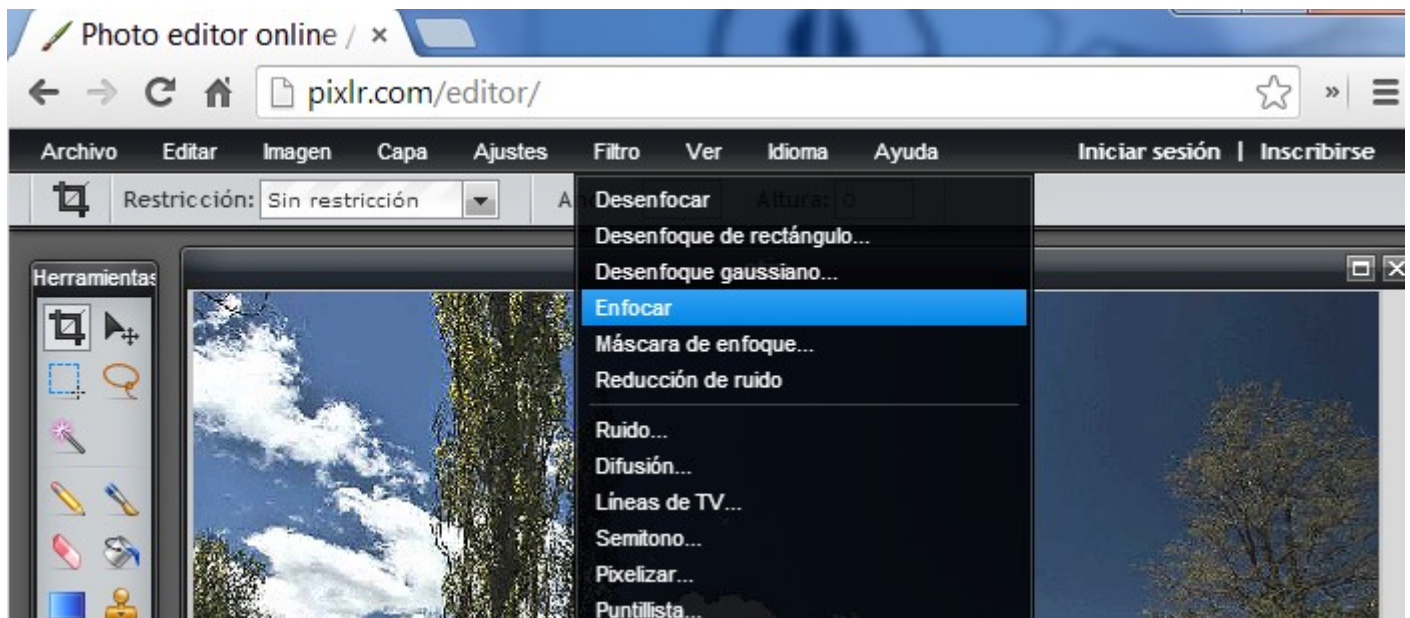 Photo editor online /
pixlr.com/editor/
Archivo Editar Imagen Capa Ajustes Filtro Ver Idioma Ayuda Iniciar sesión | Inscribirse
Restricción: Sin restricción Altura: 0
Herramientas
Desenfocar
Desenfoque de rectángulo...
Desenfoque gaussiano...
Enfocar
Máscara de enfoque...
Reducción de ruido
Ruido...
Difusión...
Líneas de TV...
Semitono...
Pixelizar...
Puntillista...